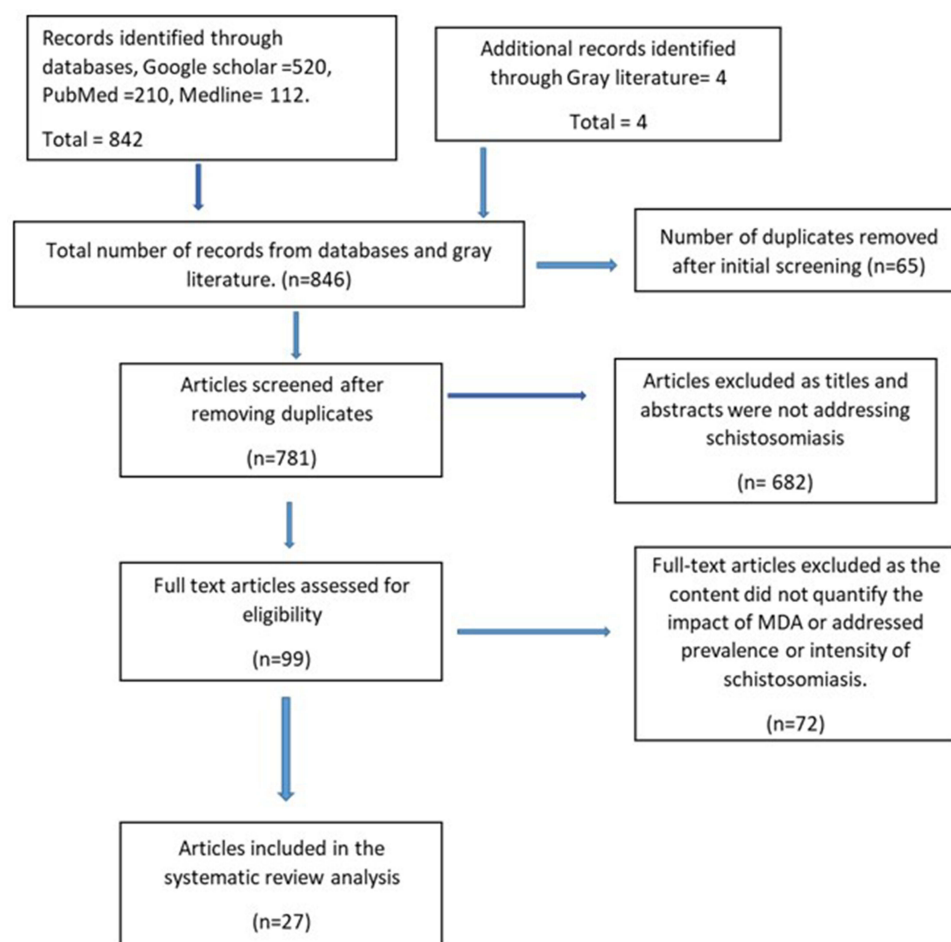 Records identified through
databases, Google scholar =520,
PubMed =210, Medline= 112.
Total = 842
Additional records identified
through Gray literature= 4
Total = 4
Total number of records from databases and gray
literature. (n=846)
Number of duplicates removed
after initial screening (n=65)
Articles screened after
removing duplicates
(n=781)
Articles excluded as titles and
abstracts were not addressing
schistosomiasis
(n= 682)
Full text articles assessed for
eligibility
(n=99)
Full-text articles excluded as the
content did not quantify the
impact of MDA or addressed
prevalence or intensity of
schistosomiasis.
(n=72)
Articles included in the
systematic review analysis
(n=27)